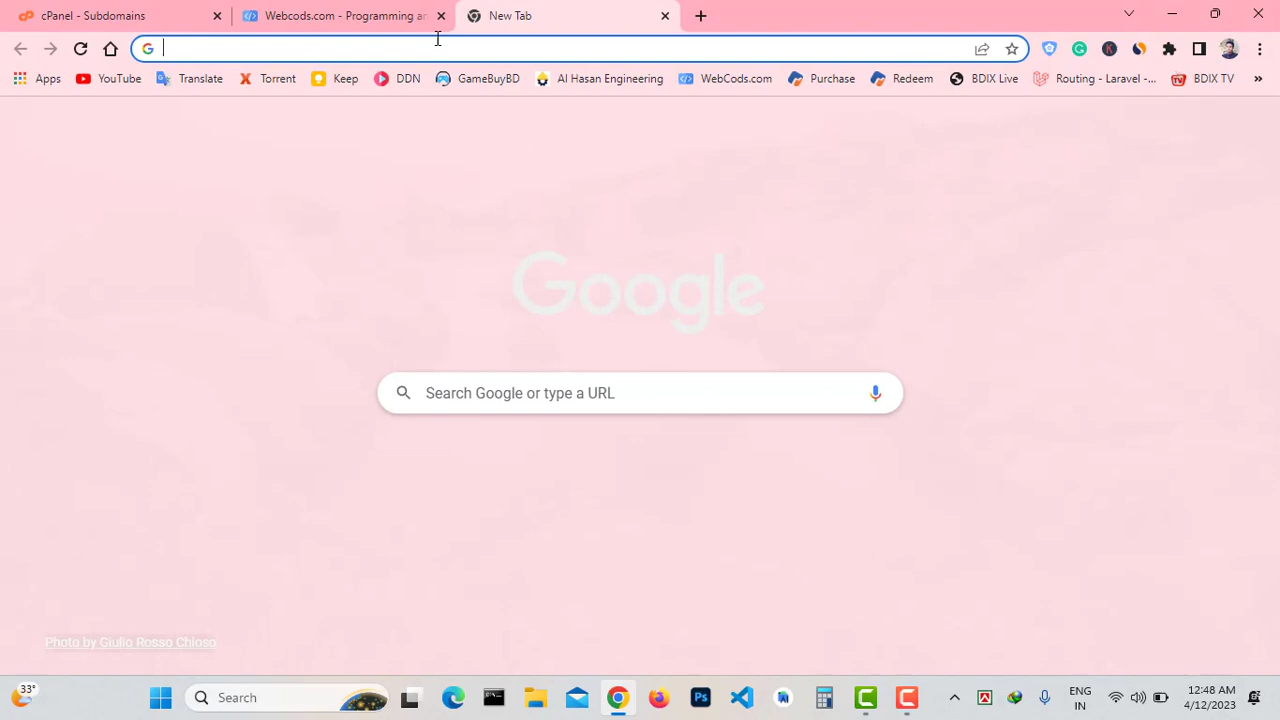 cPanel - Subdomains
Webcods.com - Programming an
New Tab
Apps
YouTube
Translate
Torrent
Keep
DDN
GameBuyBD
Al Hasan Engineering
WebCods.com
Purchase
Redeem
BDIX Live
Routing - Laravel -...
BDIX TV
Google
Search Google or type a URL
Photo by Giulio Rosso Chioso
33°
Search
Ps
ENG
IN
12:48 AM
4/12/2023